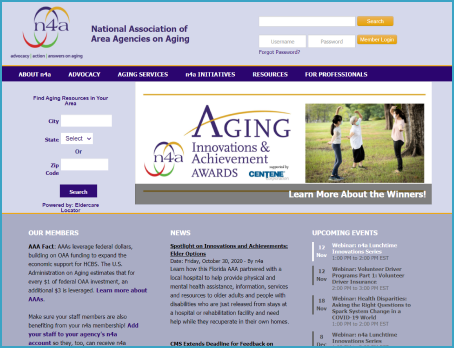 n4a
advocacy | action | answers on aging
National Association of
Area Agencies on Aging
Search
Username
Password
Member Login
Forgot Password?
ABOUT n4a
ADVOCACY
AGING SERVICES
n4a INITIATIVES
RESOURCES
FOR PROFESSIONALS
Find Aging Resources in Your
Area
City
State
Select
Or
Zip
Code
Search
Powered by: Eldercare
Locator
AGING
Innovations &
Achievement
AWARDS
n4a
supported by
CENTENE
Learn More About the Winners!
OUR MEMBERS
AAA Fact: AAAs leverage federal dollars,
building on OAA funding to expand the
economic support for HCBS. The U.S.
Administration on Aging estimates that for
every $1 of federal OAA investment, an
additional $3 is leveraged. Learn more about
AAAs.
Make sure your staff members are also
benefiting from your n4a membership! Add
your staff to your agency's n4a
account so they, too, can receive n4a
NEWS
Spotlight on Innovations and Achievements:
Elder Options
Date: Friday, October 30, 2020 - By n4a
Learn how this Florida AAA partnered with a
local hospital to help provide physical and
mental health assistance, information, services
and resources to older adults and people with
disabilities who are just released from stays at
a hospital or rehabilitation facility and need
help while they recuperate in their own homes.
CMS Extends Deadline for Feedback on
UPCOMING EVENTS
12
Nov
Webinar: n4a Lunchtime
Innovations Series
1:00 PM to 2:00 PM EST
13
Nov
Webinar: Volunteer Driver
Programs Part 1: Volunteer
Driver Insurance
2:00 PM to 3:00 PM EST
18
Nov
Webinar: Health Disparities:
Asking the Right Questions to
Spark System Change in a
COVID-19 World
3:00 PM to 3:00 PM EST
8
Dec
Webinar: n4a Lunchtime
Innovations Series